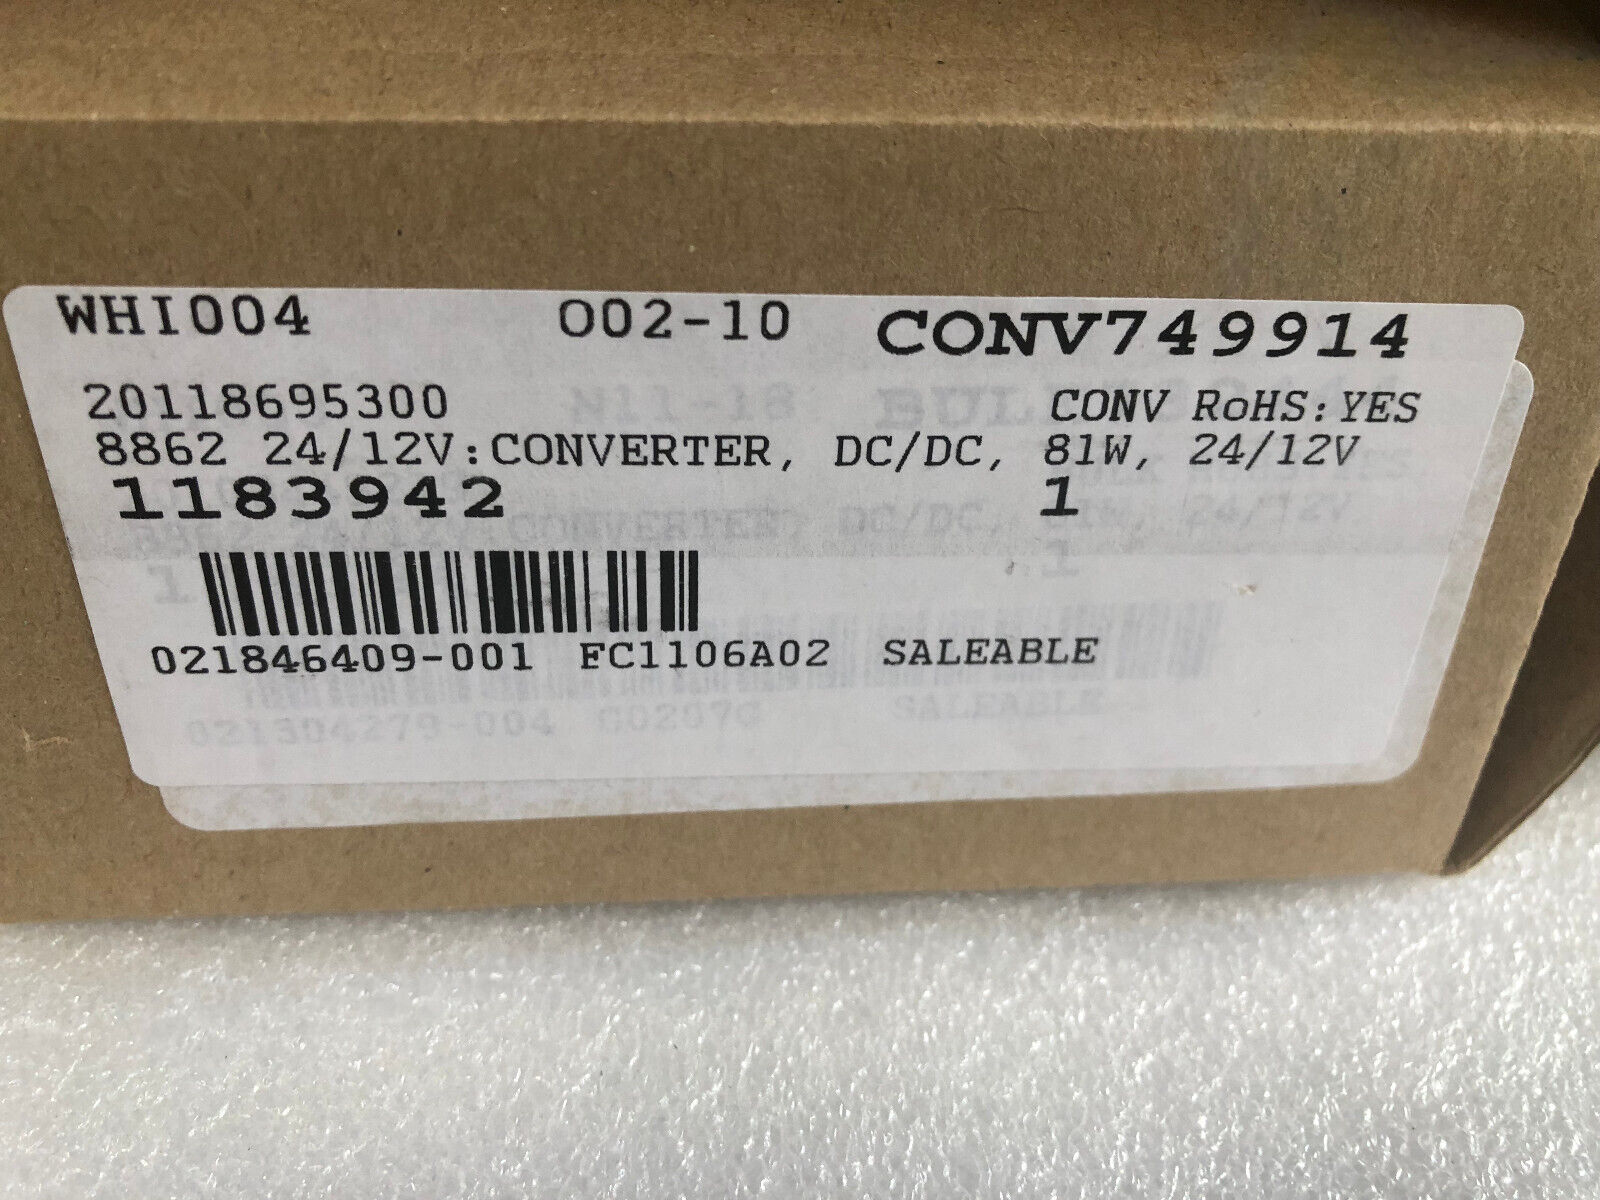 WHI004 O02-10 CONV749914
20118695300 CONV RoHS:YES
8862 24/12V:CONVERTER, DC/DC, 81W, 24/12V
1183942 1
021846409-001 FC1106A02 SALEABLE